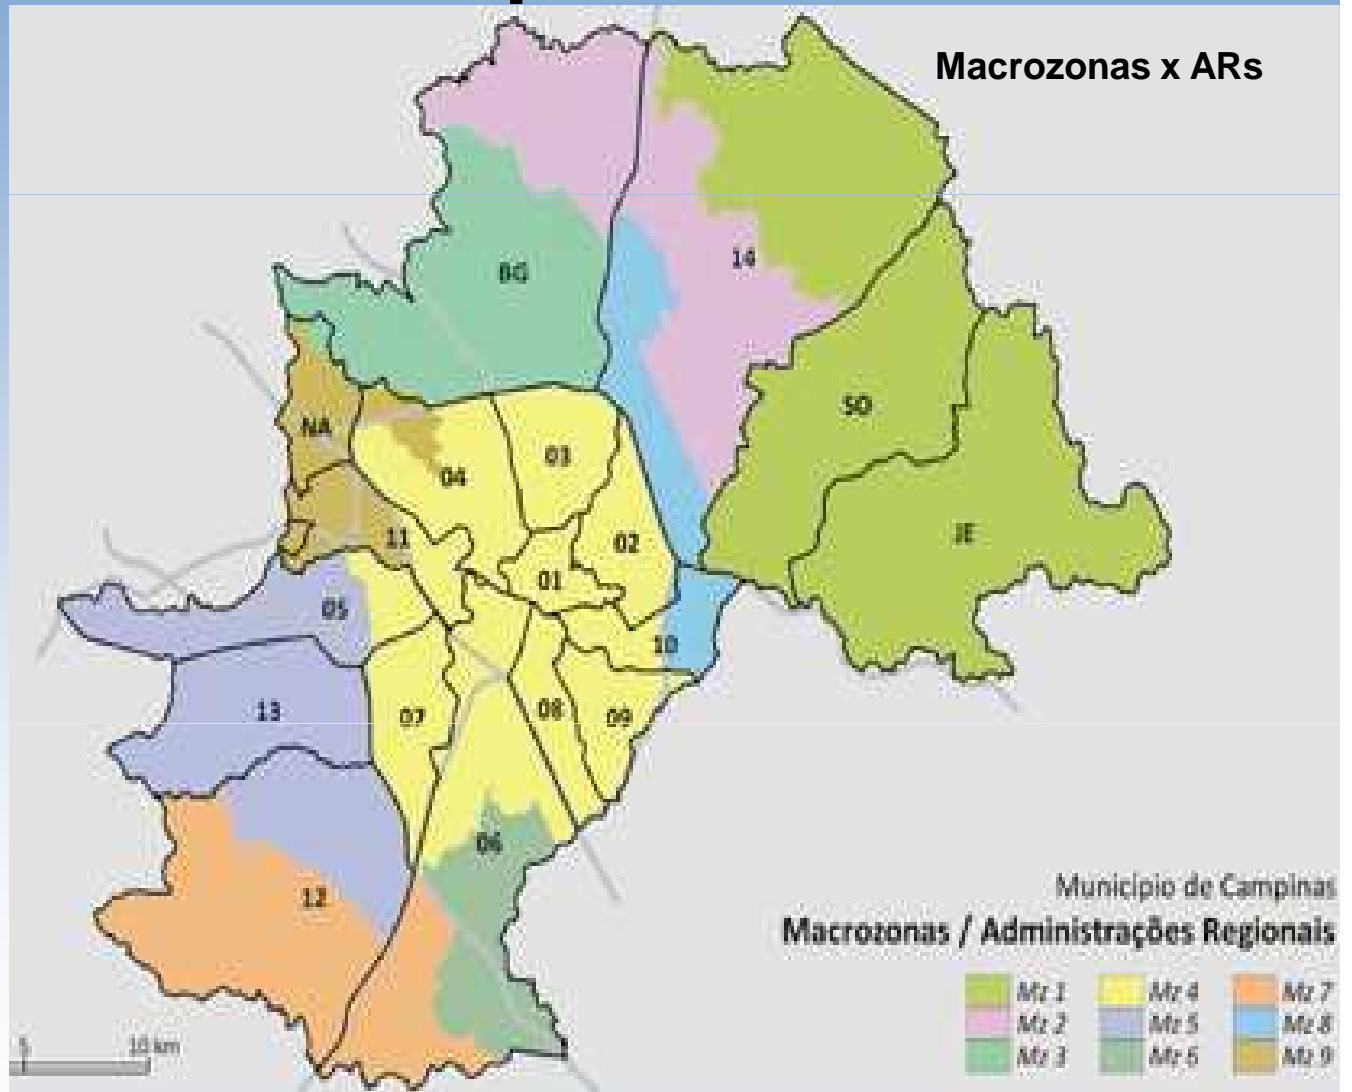 Macrozonas x ARs
14
BG
SO
NA
03
04
JE
11
02
01
05
10
13
07
08
09
06
12
Município de Campinas
Macrozonas / Administrações Regionais
Mz 1 Mz 4 Mz 7
Mz 2 Mz 5 Mz 8
Mz 3 Mz 6 Mz 9
5 10 km